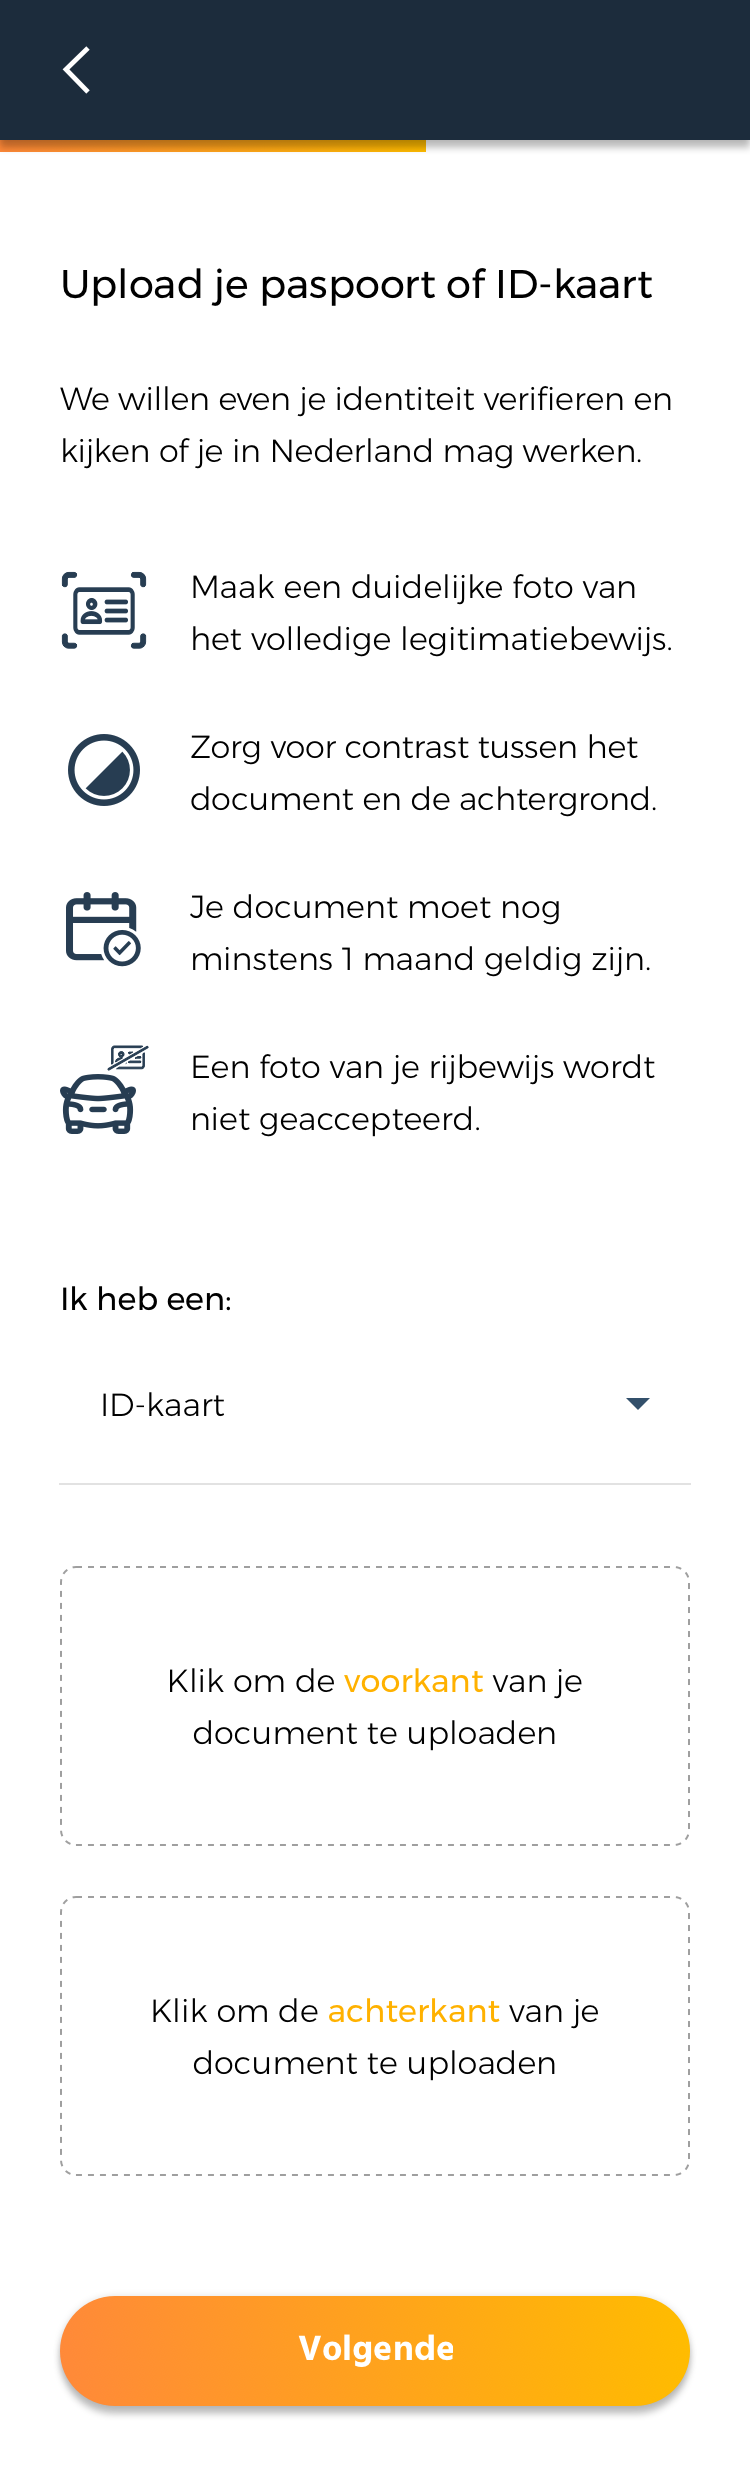 Upload je paspoort of ID-kaart
We willen even je identiteit verifieren en
kijken of je in Nederland mag werken.
Maak een duidelijke foto van
het volledige legitimatiebewijs.
Zorg voor contrast tussen het
document en de achtergrond.
Je document moet nog
minstens 1 maand geldig zijn.
Een foto van je rijbewijs wordt
niet geaccepteerd.
Ik heb een:
ID-kaart
Klik om de voorkant van je
document te uploaden
Klik om de achterkant van je
document te uploaden
Volgende